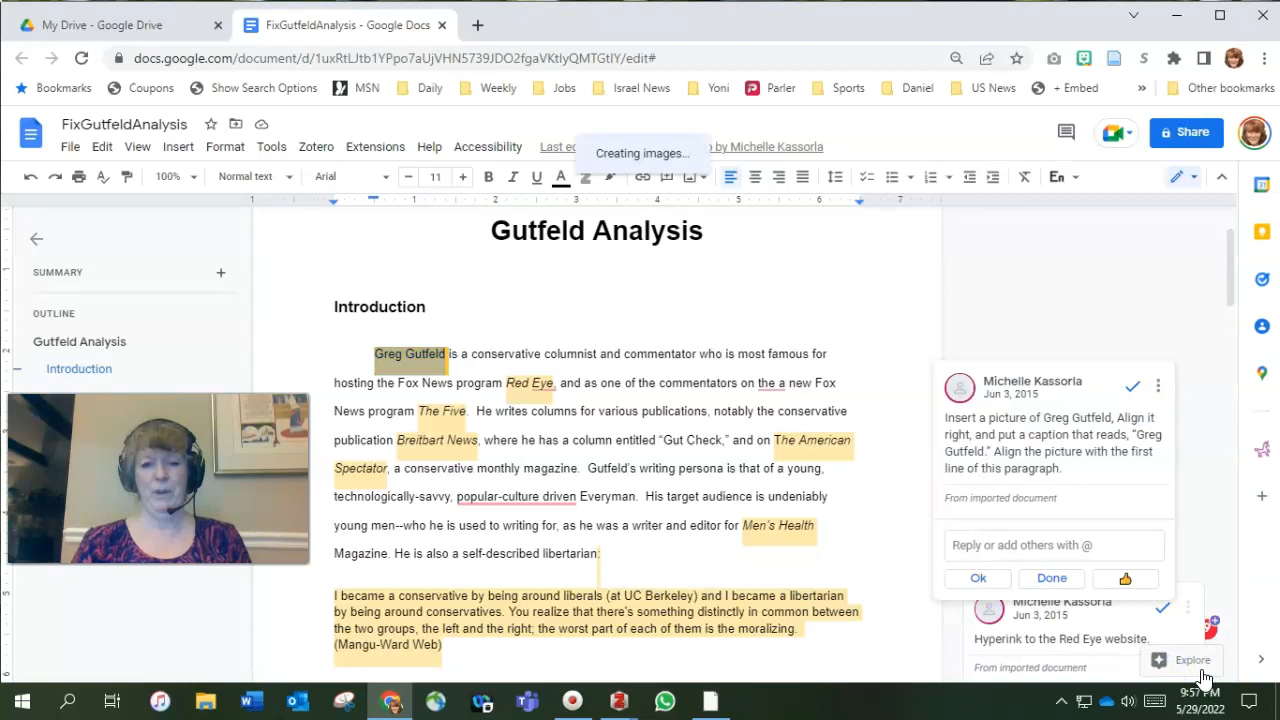 My Drive - Google Drive
FixGutfeldAnalysis - Google Docs
docs.google.com/document/d/1uxRtLJtb1YPpo7aUjVHN5739JDO2fgaVKtIyQMTGtIY/edit#
Bookmarks Coupons Show Search Options MSN Daily Weekly Jobs Israel News Yoni Parler Sports Daniel US News + Embed » Other bookmarks
FixGutfeldAnalysis
File Edit View Insert Format Tools Zotero Extensions Help Accessibility Last ed by Michelle Kassorla
Creating images...
Share
100% Normal text Arial 11 En
1 1 2 3 4 5 6 7
Gutfeld Analysis
SUMMARY
OUTLINE
Gutfeld Analysis
Introduction
Introduction
Greg Gutfeld is a conservative columnist and commentator who is most famous for
hosting the Fox News program Red Eye, and as one of the commentators on the a new Fox
News program The Five. He writes columns for various publications, notably the conservative
publication Breitbart News, where he has a column entitled “Gut Check,” and on The American
Spectator, a conservative monthly magazine. Gutfeld’s writing persona is that of a young,
technologically-savvy, popular-culture driven Everyman. His target audience is undeniably
young men--who he is used to writing for, as he was a writer and editor for Men’s Health
Magazine. He is also a self-described libertarian:
I became a conservative by being around liberals (at UC Berkeley) and I became a libertarian
by being around conservatives. You realize that there’s something distinctly in common between
the two groups, the left and the right; the worst part of each of them is the moralizing.
(Mangu-Ward Web)
Michelle Kassorla
Jun 3, 2015
Insert a picture of Greg Gutfeld, Align it
right, and put a caption that reads, “Greg
Gutfeld.” Align the picture with the first
line of this paragraph.
From imported document
Reply or add others with @
Ok Done
Michelle Kassorla
Jun 3, 2015
Hyperink to the Red Eye website.
From imported document
Explore
9:57 PM
5/29/2022